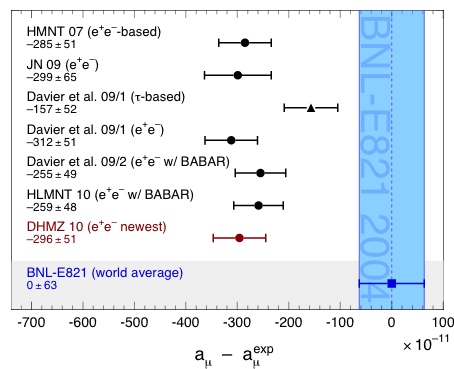 HMNT 07 (e⁺e⁻-based)
–285 ± 51
JN 09 (e⁺e⁻)
–299 ± 65
Davier et al. 09/1 (τ-based)
–157 ± 52
Davier et al. 09/1 (e⁺e⁻)
–312 ± 51
Davier et al. 09/2 (e⁺e⁻ w/ BABAR)
–255 ± 49
HLMNT 10 (e⁺e⁻ w/ BABAR)
–259 ± 48
DHMZ 10 (e⁺e⁻ newest)
–296 ± 51
BNL-E821 (world average)
0 ± 63
BNL-E821 2004
-700 -600 -500 -400 -300 -200 -100 0 100
× 10⁻¹¹
aμ – aμ^exp